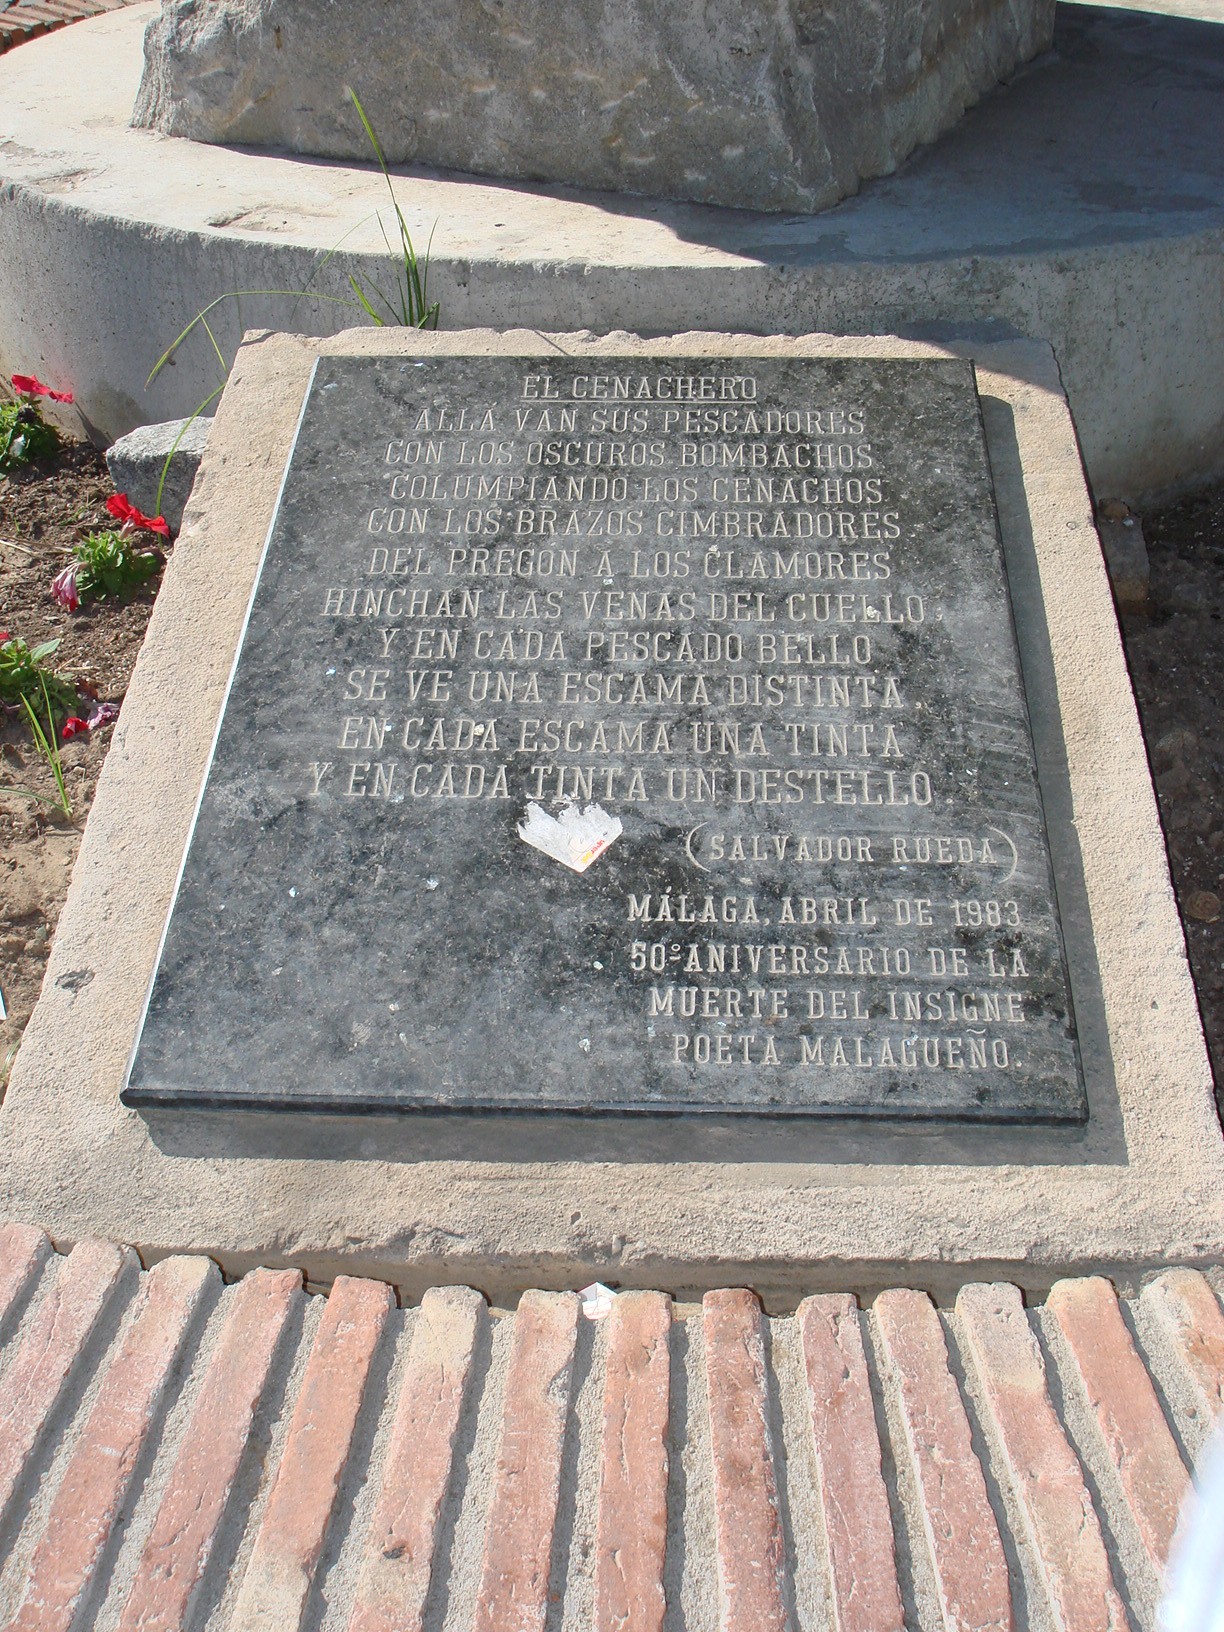 EL CENACHERO
ALLÁ VAN SUS PESCADORES
CON LOS OSCUROS BOMBACHOS
COLUMPIANDO LOS CENACHOS
CON LOS BRAZOS CIMBRADORES
DEL PREGON A LOS CLAMORES
HINCHAN LAS VENAS DEL CUELLO,
Y EN CADA PESCADO BELLO
SE VE UNA ESCAMA DISTINTA,
EN CADA ESCAMA UNA TINTA
Y EN CADA TINTA UN DESTELLO.
(SALVADOR RUEDA)
MÁLAGA, ABRIL DE 1983
50º ANIVERSARIO DE LA
MUERTE DEL INSIGNE
POETA MALAGUEÑO.